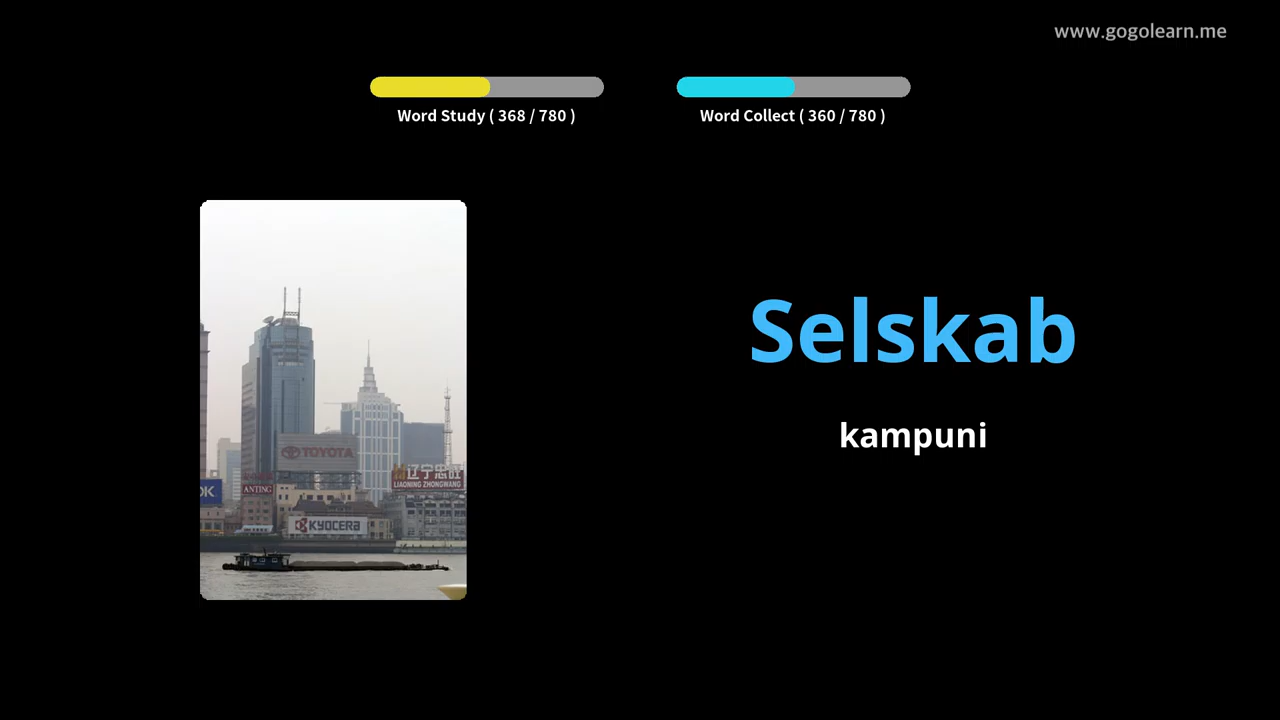 www.gogolearn.me
Word Study ( 368 / 780 )
Word Collect ( 360 / 780 )
Selskab
kampuni
TOYOTA
辽宁忠旺
LIAONING ZHONGWANG
OK
ANTING
KYOCERA